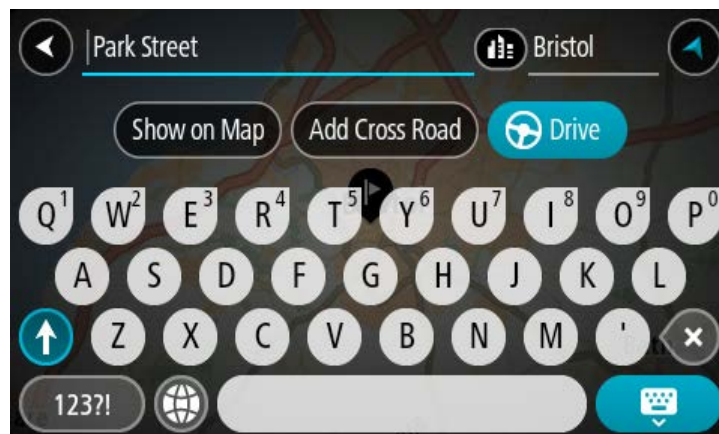 Park Street Bristol
Show on Map Add Cross Road Drive
Q1 W2 E3 R4 T5 Y6 U7 I8 O9 P0
A S D F G H J K L
Z X C V B N M '
123?!